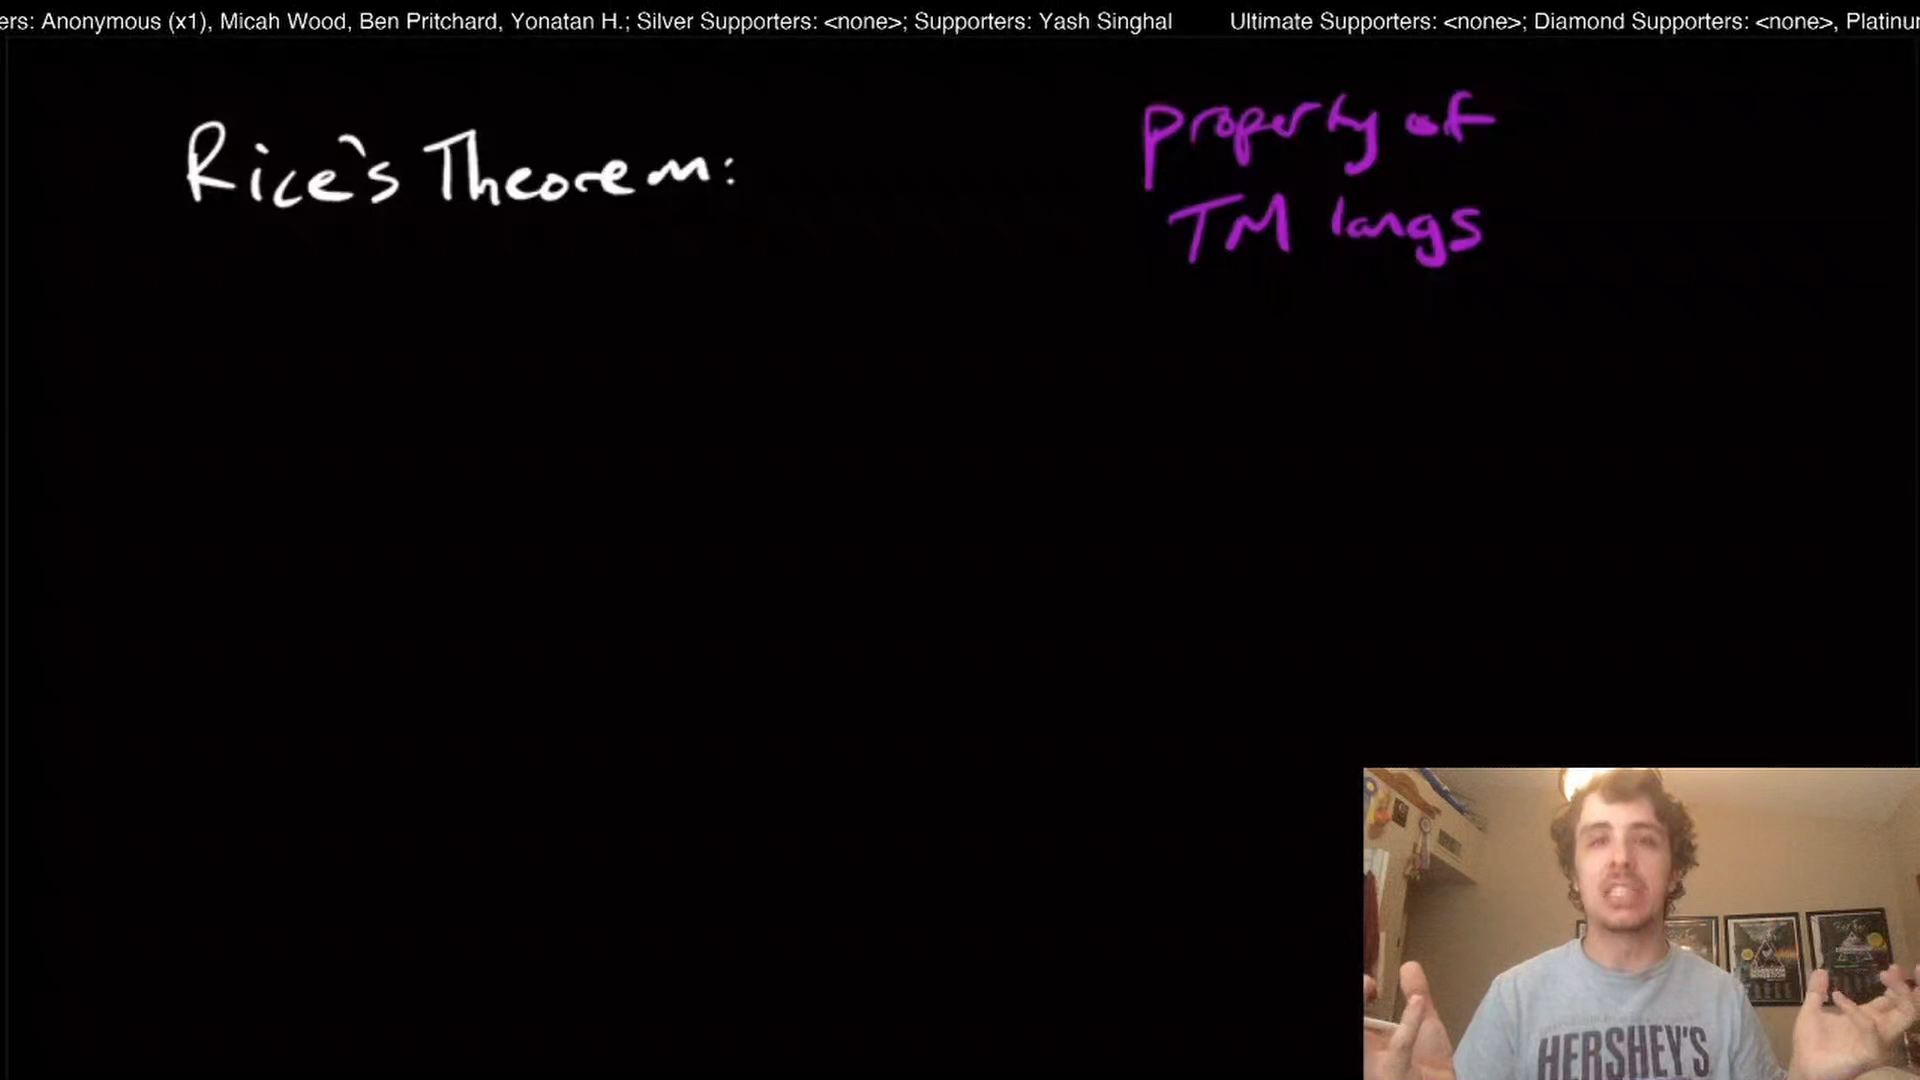 ers: Anonymous (x1), Micah Wood, Ben Pritchard, Yonatan H.; Silver Supporters: <none>; Supporters: Yash Singhal Ultimate Supporters: <none>; Diamond Supporters: <none>, Platinu
Rice's Theorem:
property of
TM langs
HERSHEY'S